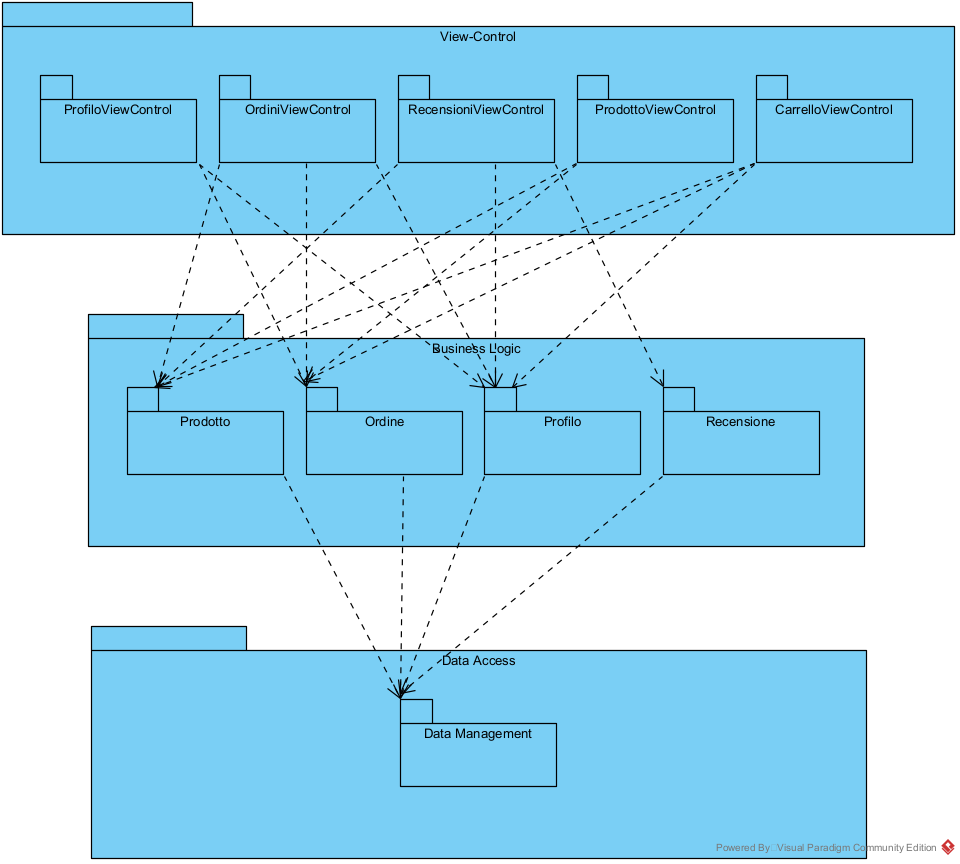 View-Control
ProfiloViewControl
OrdiniViewControl
RecensioniViewControl
ProdottoViewControl
CarrelloViewControl
Business Logic
Prodotto
Ordine
Profilo
Recensione
Data Access
Data Management
Powered By: Visual Paradigm Community Edition